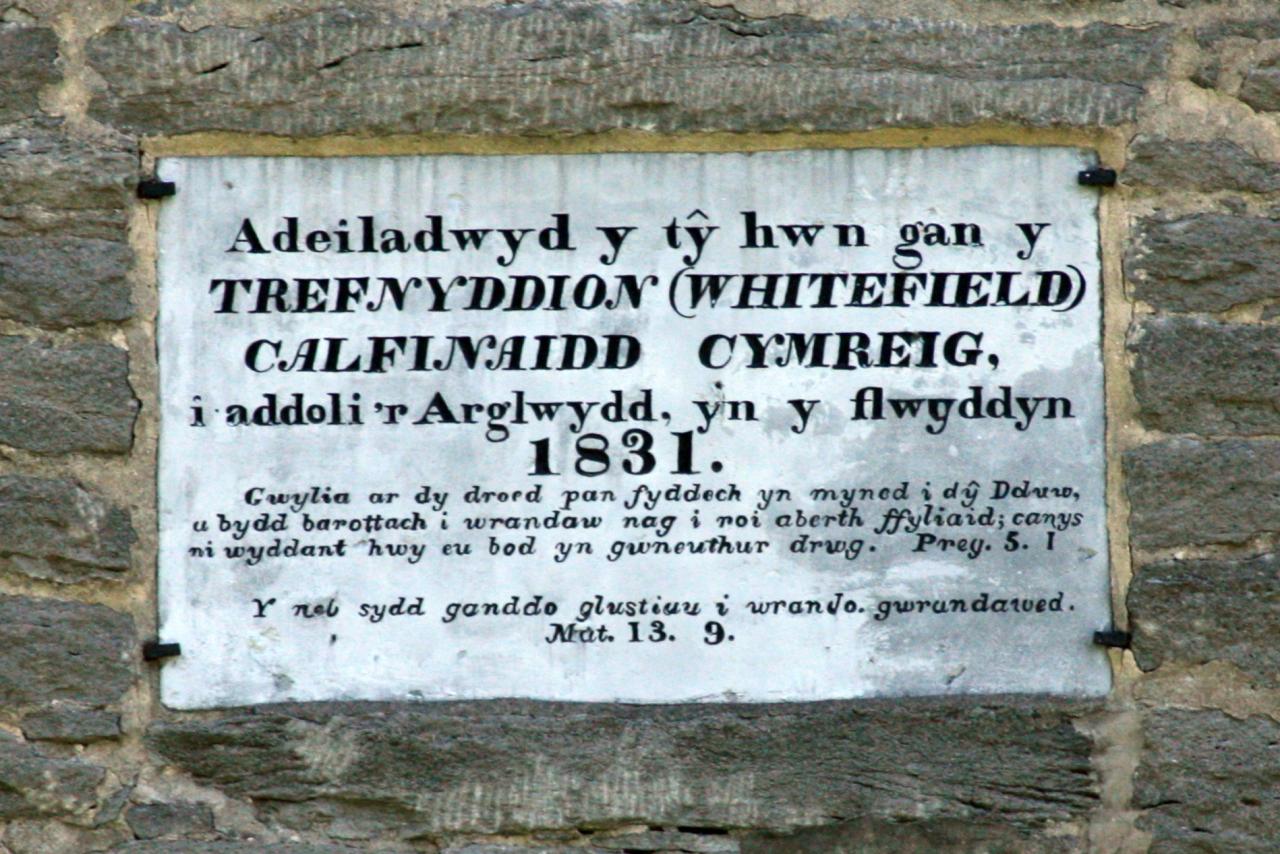 Adeiladwyd y tŷ hwn gan y
TREFNYDDION (WHITEFIELD)
CALFINAIDD CYMREIG,
i addoli 'r Arglwydd, yn y flwyddyn
1831.
Gwylia ar dy droed pan fyddech yn myned i dŷ Dduw,
a bydd barottach i wrandaw nag i roi aberth ffyliaid; canys
ni wyddant hwy eu bod yn gwneuthur drwg. Preg. 5. 1
Y neb sydd ganddo glustiau i wrando. gwrandawed.
Mat. 13. 9.